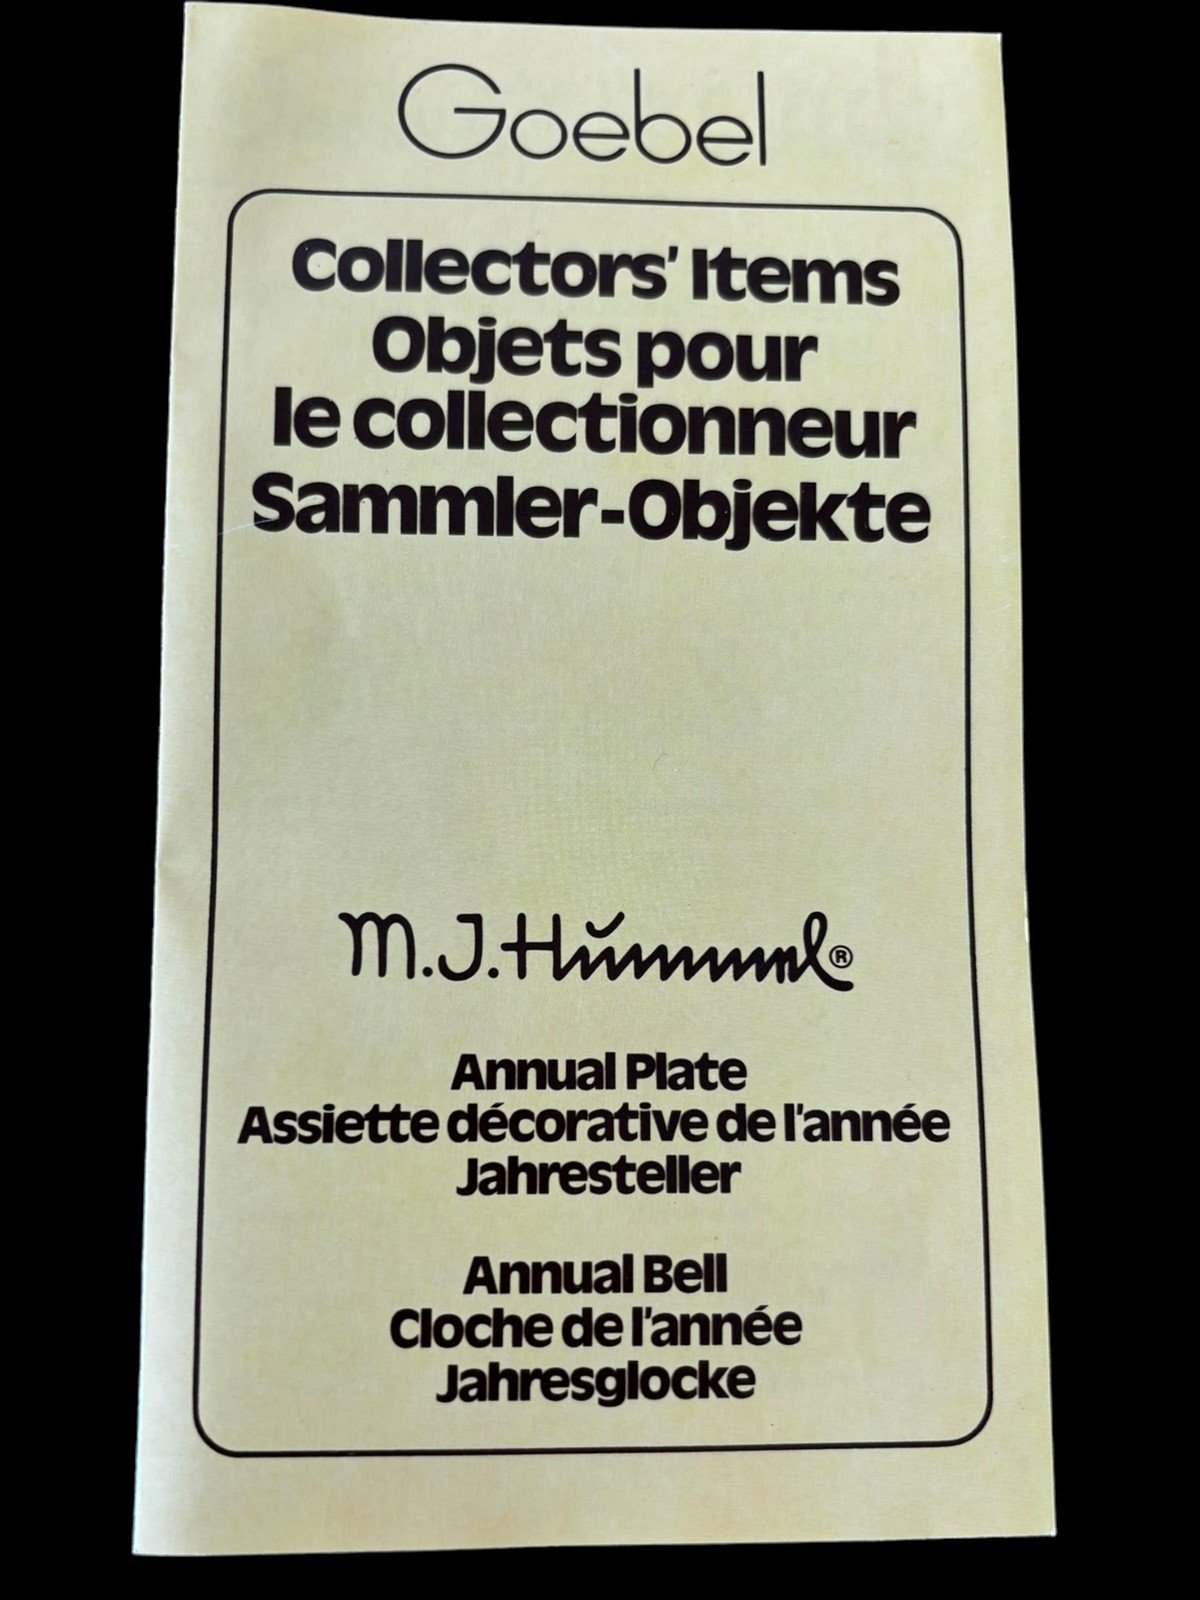 Goebel
Collectors' Items
Objets pour
le collectionneur
Sammler-Objekte
M.J.Hummel®
Annual Plate
Assiette décorative de l'année
Jahresteller
Annual Bell
Cloche de l'année
Jahresglocke